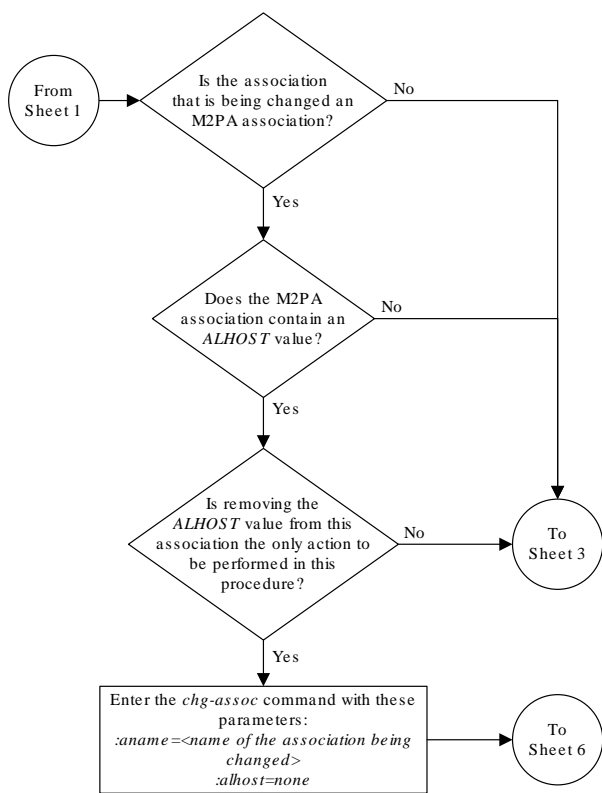 From
Sheet 1
Is the association
that is being changed an
M2PA association?
No
Yes
Does the M2PA
association contain an
ALHOST value?
No
Yes
Is removing the
ALHOST value from this
association the only action to
be performed in this
procedure?
No
To
Sheet 3
Yes
Enter the chg-assoc command with these
parameters:
:aname=<name of the association being
changed>
:alhost=none
To
Sheet 6